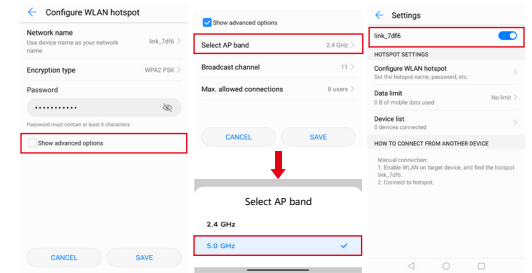 Configure WLAN hotspot
Network name
Use device name as your network
name
link_7df6
Encryption type
WPA2 PSK
Password
•••••••••••
Password must contain at least 8 characters
Show advanced options
CANCEL
SAVE
Show advanced options
Select AP band
2.4 GHz
Broadcast channel
11
Max. allowed connections
8 users
CANCEL
SAVE
Select AP band
2.4 GHz
5.0 GHz
Settings
link_7df6
HOTSPOT SETTINGS
Configure WLAN hotspot
Set the hotspot name, password, etc.
Data limit
0 B of mobile data used
No limit
Device list
0 devices connected
HOW TO CONNECT FROM ANOTHER DEVICE
Manual connection:
1. Enable WLAN on target device, and find the hotspot
link_7df6.
2. Connect to hotspot.